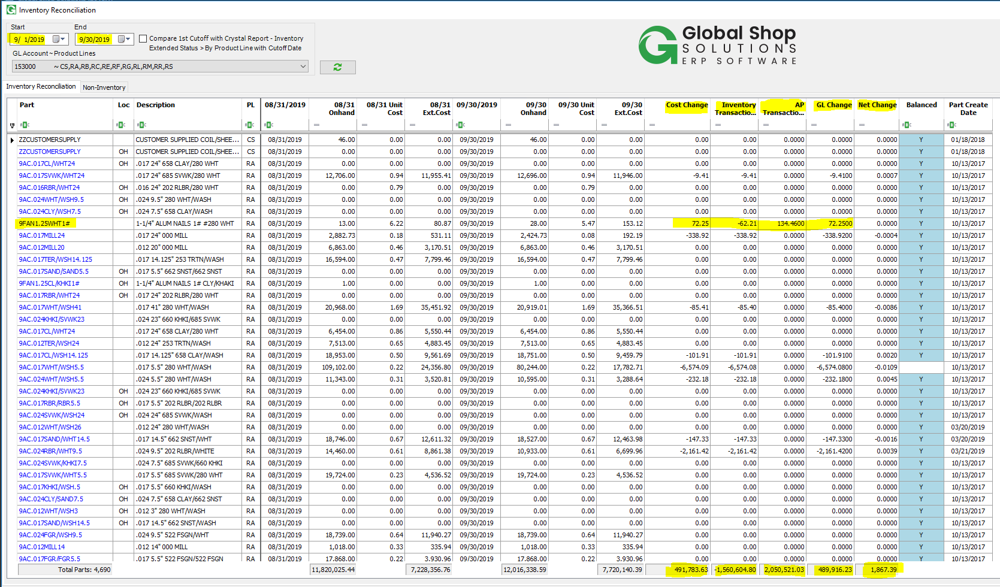 Inventory Reconciliation
Start End
9/ 1/2019 9/30/2019 Compare 1st Cutoff with Crystal Report - Inventory
Extended Status > By Product Line with Cutoff Date
GL Account ~ Product Lines
153000 ~ CS,RA,RB,RC,RE,RF,RG,RL,RM,RR,RS
Global Shop
SOLUTIONS
ERP SOFTWARE
Inventory Reconciliation Non-Inventory
Part Loc Description PL 08/31/2019 08/31 Onhand 08/31 Unit Cost 08/31 Ext.Cost 09/30/2019 09/30 Onhand 09/30 Unit Cost 09/30 Ext.Cost Cost Change Inventory Transactio... AP Transactio... GL Change Net Change Balanced Part Create Date
ZZCUSTOMERSUPPLY CUSTOMER SUPPLIED COIL/SHEE... CS 08/31/2019 46.00 0.00 0.00 09/30/2019 46.00 0.00 0.00 0.00 0.00 0.0000 0.0000 0.0000 Y 01/18/2018
ZZCUSTOMERSUPPLY OH CUSTOMER SUPPLIED COIL/SHEE... CS 08/31/2019 0.00 0.00 0.00 09/30/2019 0.00 0.00 0.00 0.00 0.00 0.0000 0.0000 0.0000 Y 01/18/2018
9AC.017CL/WHT24 OH .017 24" 658 CLAY/280 WHT RA 08/31/2019 0.00 0.00 0.00 09/30/2019 0.00 0.00 0.00 0.00 0.00 0.0000 0.0000 0.0000 Y 10/13/2017
9AC.017SVWK/WHT24 .017 24" 685 SVWK/280 WHT RA 08/31/2019 12,706.00 0.94 11,955.41 09/30/2019 12,696.00 0.94 11,946.00 -9.41 -9.41 0.0000 -9.4100 0.0007 Y 10/13/2017
9AC.016RBR/WHT24 OH .016 24" 202 RLBR/280 WHT RA 08/31/2019 0.00 0.79 0.00 09/30/2019 0.00 0.79 0.00 0.00 0.00 0.0000 0.0000 0.0000 Y 10/13/2017
9AC.024WHT/WSH9.5 OH .024 9.5" 280 WHT/WASH RA 08/31/2019 0.00 0.00 0.00 09/30/2019 0.00 0.00 0.00 0.00 0.00 0.0000 0.0000 0.0000 Y 10/13/2017
9AC.024CLY/WSH7.5 OH .024 7.5" 658 CLAY/WASH RA 08/31/2019 0.00 0.00 0.00 09/30/2019 0.00 0.00 0.00 0.00 0.00 0.0000 0.0000 0.0000 Y 10/13/2017
9FAN1.25WHT1# 1-1/4" ALUM NAILS 1# #280 WHT RA 08/31/2019 13.00 6.22 80.87 09/30/2019 28.00 5.47 153.12 72.25 -62.21 134.4600 72.2500 0.0000 Y 10/13/2017
9AC.017MILL24 .017 24" 000 MILL RA 08/31/2019 2,882.73 0.18 531.11 09/30/2019 2,424.73 0.08 192.19 -338.92 -338.92 0.0000 -338.9200 -0.0004 Y 10/13/2017
9AC.012MILL20 .012 20" 000 MILL RA 08/31/2019 6,863.00 0.46 3,170.51 09/30/2019 6,863.00 0.46 3,170.51 0.00 0.00 0.0000 0.0000 0.0000 Y 10/13/2017
9AC.017TER/WSH14.125 .017 14.125" 253 TRTN/WASH RA 08/31/2019 16,594.00 0.47 7,799.46 09/30/2019 16,594.00 0.47 7,799.46 0.00 0.00 0.0000 0.0000 0.0000 Y 10/13/2017
9AC.017SAND/SAND5.5 OH .017 5.5" 662 SNST/662 SNST RA 08/31/2019 0.00 0.00 0.00 09/30/2019 0.00 0.00 0.00 0.00 0.00 0.0000 0.0000 0.0000 Y 10/13/2017
9FAN1.25CL/KHKI1# OH 1-1/4" ALUM NAILS 1# CLY/KHAKI RA 08/31/2019 1.00 0.00 0.00 09/30/2019 1.00 0.00 0.00 0.00 0.00 0.0000 0.0000 0.0000 Y 10/13/2017
9AC.017RBR/WHT24 OH .017 24" 202 RLBR/280 WHT RA 08/31/2019 0.00 0.00 0.00 09/30/2019 0.00 0.00 0.00 0.00 0.00 0.0000 0.0000 0.0000 Y 10/13/2017
9AC.017WHT/WSH41 .017 41" 280 WHT/WASH RA 08/31/2019 20,968.00 1.69 35,451.92 09/30/2019 20,919.01 1.69 35,366.51 -85.41 -85.40 0.0000 -85.4000 -0.0086 Y 10/13/2017
9AC.024KHKI/SVWK23 .024 23" 660 KHKI/685 SVWK RA 08/31/2019 0.00 0.00 0.00 09/30/2019 0.00 0.00 0.00 0.00 0.00 0.0000 0.0000 0.0000 Y 10/13/2017
9AC.017CL/WHT24 .017 24" 658 CLAY/280 WHT RA 08/31/2019 6,454.00 0.86 5,550.44 09/30/2019 6,454.00 0.86 5,550.44 0.00 0.00 0.0000 0.0000 0.0000 Y 10/13/2017
9AC.012TER/WSH24 .012 24" 253 TRTN/WASH RA 08/31/2019 7,513.00 0.65 4,883.45 09/30/2019 7,513.00 0.65 4,883.45 0.00 0.00 0.0000 0.0000 0.0000 Y 10/13/2017
9AC.017CL/WSH14.125 .017 14.125" 658 CLAY/WASH RA 08/31/2019 18,953.00 0.50 9,561.69 09/30/2019 18,751.00 0.50 9,459.79 -101.91 -101.91 0.0000 -101.9100 0.0020 Y 10/13/2017
9AC.017WHT/WSH5.5 .017 5.5" 280 WHT/WASH RA 08/31/2019 109,102.00 0.22 24,356.80 09/30/2019 80,244.00 0.22 17,782.71 -6,574.09 -6,574.08 0.0000 -6,574.0800 -0.0109 10/13/2017
9AC.024WHT/WSH5.5 .024 5.5" 280 WHT/WASH RA 08/31/2019 11,343.00 0.31 3,520.81 09/30/2019 10,595.00 0.31 3,288.64 -232.18 -232.18 0.0000 -232.1800 0.0045 Y 10/13/2017
9AC.024KHKI/SVWK23 OH .024 23" 660 KHKI/685 SVWK RA 08/31/2019 0.00 0.00 0.00 09/30/2019 0.00 0.00 0.00 0.00 0.00 0.0000 0.0000 0.0000 Y 10/13/2017
9AC.017RBR/RBR5.5 OH .017 5.5" 202 RLBR/202 RLBR RA 08/31/2019 0.00 0.00 0.00 09/30/2019 0.00 0.00 0.00 0.00 0.00 0.0000 0.0000 0.0000 Y 10/13/2017
9AC.024SVWK/WSH24 OH .024 24" 685 SVWK/WASH RA 08/31/2019 0.00 0.00 0.00 09/30/2019 0.00 0.00 0.00 0.00 0.00 0.0000 0.0000 0.0000 Y 10/13/2017
9AC.012WHT/WSH26 .012 24" 280 WHT/WASH RA 08/31/2019 0.00 0.00 0.00 09/30/2019 0.00 0.00 0.00 0.00 0.00 0.0000 0.0000 0.0000 Y 03/20/2019
9AC.017SAND/WHT14.5 .017 14.5" 662 SNST/WHT RA 08/31/2019 18,746.00 0.67 12,611.32 09/30/2019 18,527.00 0.67 12,463.98 -147.33 -147.33 0.0000 -147.3300 -0.0016 Y 03/20/2019
9AC.024RBR/WHT9.5 .024 9.5" 202 RLBR/WHITE RA 08/31/2019 14,460.00 0.61 8,861.38 09/30/2019 10,933.00 0.61 6,699.96 -2,161.42 -2,161.42 0.0000 -2,161.4200 0.0039 Y 03/21/2019
9AC.024SVWK/KHKI7.5 .024 7.5" 685 SVWK/660 KHKI RA 08/31/2019 0.00 0.00 0.00 09/30/2019 0.00 0.00 0.00 0.00 0.00 0.0000 0.0000 0.0000 Y 10/13/2017
9AC.017SVWK/WHT5.5 .017 5.5" 685 SVWK/280 WHT RA 08/31/2019 19,724.00 0.23 4,536.52 09/30/2019 19,724.00 0.23 4,536.52 0.00 0.00 0.0000 0.0000 0.0000 Y 10/13/2017
9AC.017KHKI/WSH.5 OH .017 5.5" 660 KHKI/WASH RA 08/31/2019 0.00 0.00 0.00 09/30/2019 0.00 0.00 0.00 0.00 0.00 0.0000 0.0000 0.0000 Y 10/13/2017
9AC.024CLY/SAND7.5 OH .024 7.5" 658 CLAY/662 SNST RA 08/31/2019 0.00 0.00 0.00 09/30/2019 0.00 0.00 0.00 0.00 0.00 0.0000 0.0000 0.0000 Y 10/13/2017
9AC.012WHT/WSH3 OH .012 3" 280 WHT/WASH RA 08/31/2019 0.00 0.00 0.00 09/30/2019 0.00 0.00 0.00 0.00 0.00 0.0000 0.0000 0.0000 Y 10/13/2017
9AC.017SAND/WSH14.5 OH .017 14.5" 662 SNST/WASH RA 08/31/2019 0.00 0.00 0.00 09/30/2019 0.00 0.00 0.00 0.00 0.00 0.0000 0.0000 0.0000 Y 10/13/2017
9AC.024FGR/WSH9.5 .024 9.5" 522 FSGN/WHT RA 08/31/2019 18,739.00 0.64 11,940.27 09/30/2019 18,739.00 0.64 11,940.27 0.00 0.00 0.0000 0.0000 0.0000 Y 10/13/2017
9AC.012MILL14 .012 14" 000 MILL RA 08/31/2019 1,018.00 0.33 335.94 09/30/2019 1,018.00 0.33 335.94 0.00 0.00 0.0000 0.0000 0.0000 Y 10/13/2017
9AC.017FGR/FGR5.5 .017 5.5" 522 FSGN/522 FSGN RA 08/31/2019 17,868.00 0.22 3,930.96 09/30/2019 17,868.00 0.22 3,930.96 0.00 0.00 0.0000 0.0000 0.0000 Y 10/13/2017
Total Parts: 4,690 11,820,025.44 7,228,356.76 12,016,338.59 7,720,140.39 491,783.63 -1,560,604.80 2,050,521.03 489,916.23 1,867.39